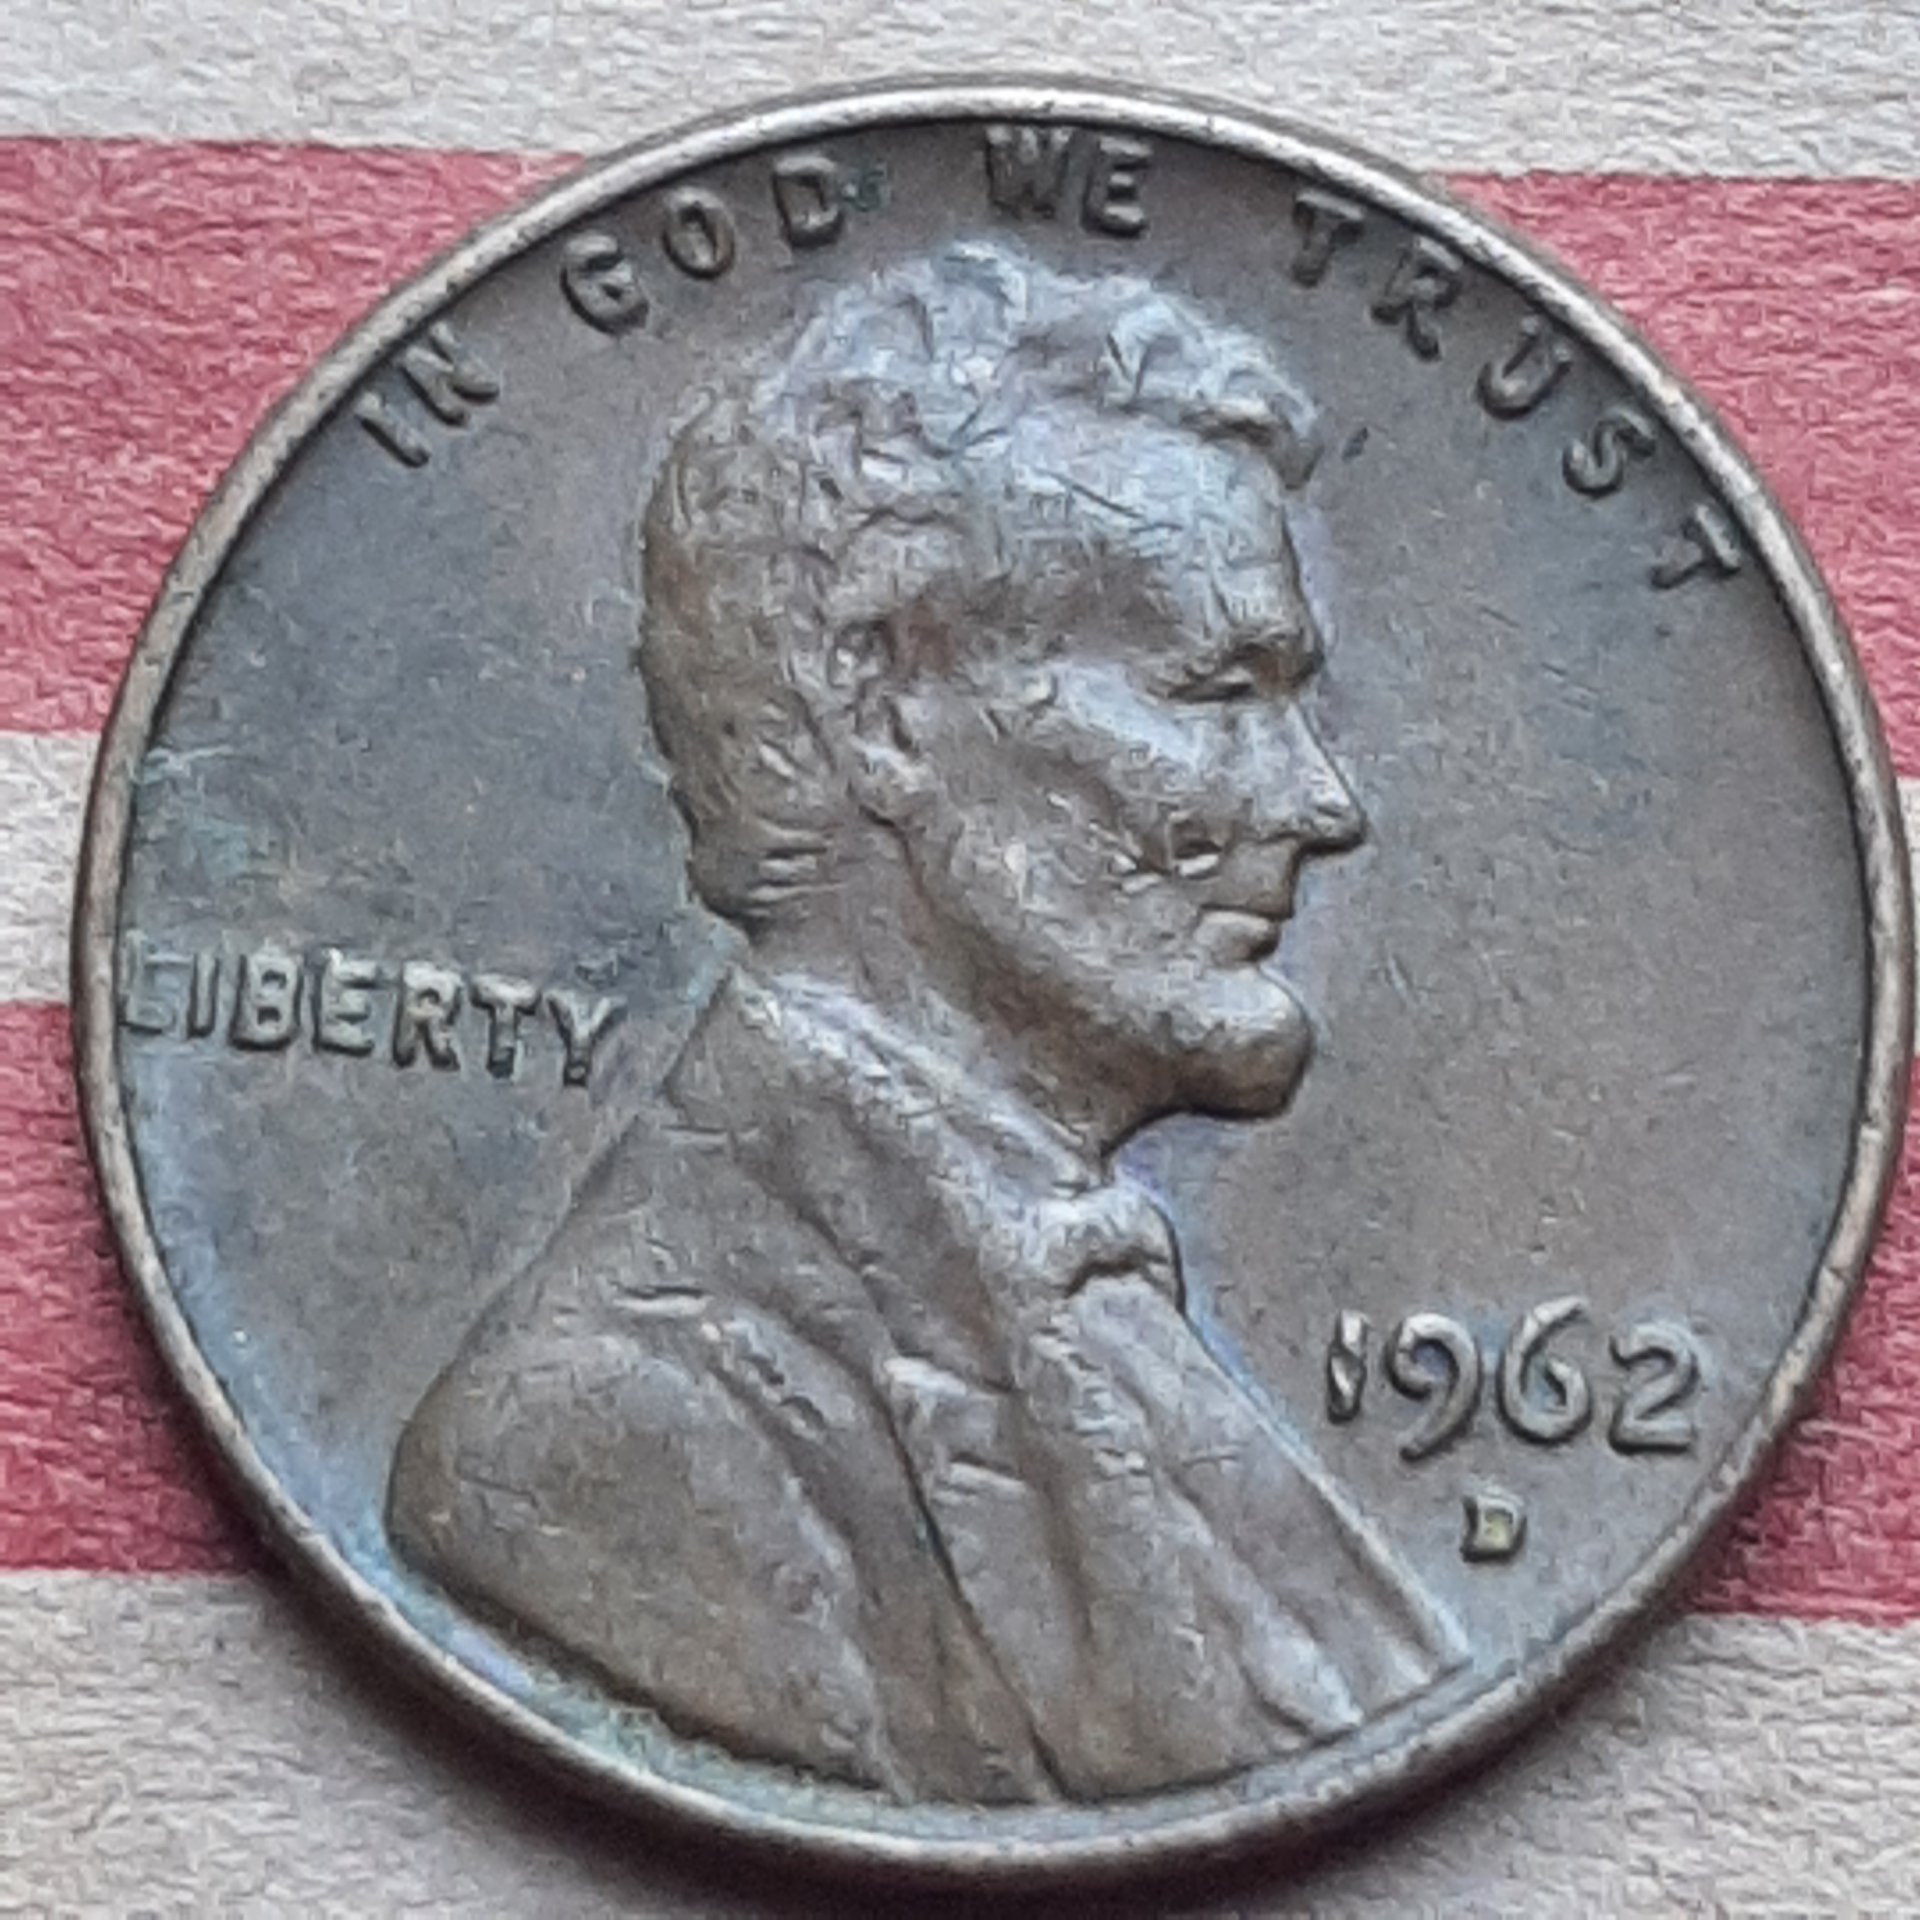 IN GOD WE TRUST
LIBERTY
1962
D